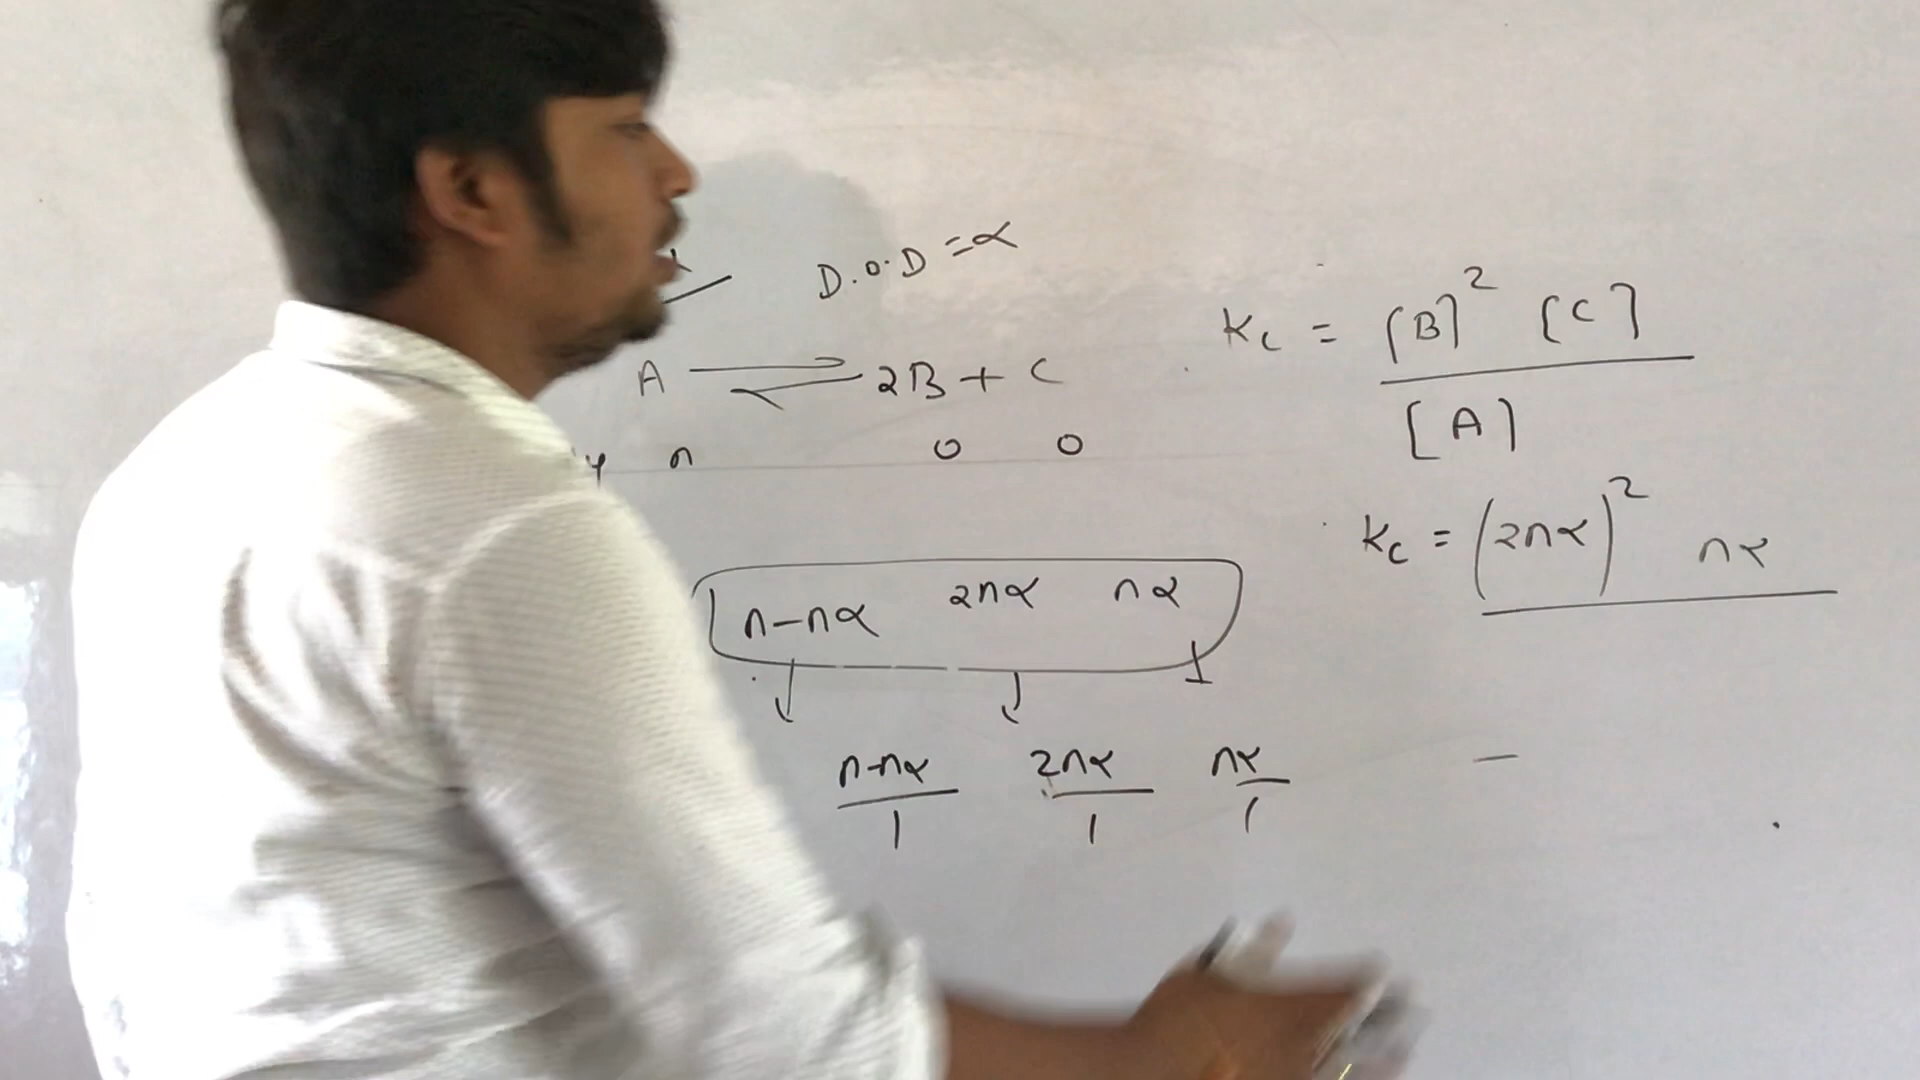 D.O.D = α
A ⇌ 2B + C
n 0 0
n-nα 2nα nα
n-nα/1 2nα/1 nα/1
Kc = [B]² [C] / [A]
Kc = (2nα)² nα